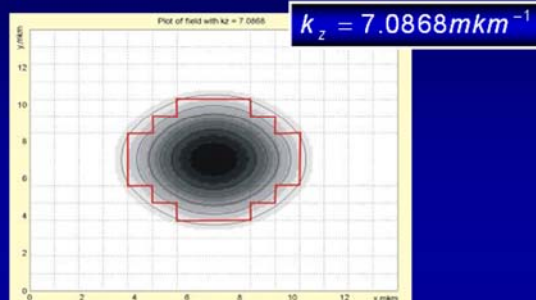 Plot of field with kz = 7.0868
k_z = 7.0868mkm⁻¹
y,mkm
12
10
8
6
4
2
0
0 2 4 6 8 10 12 x,mkm